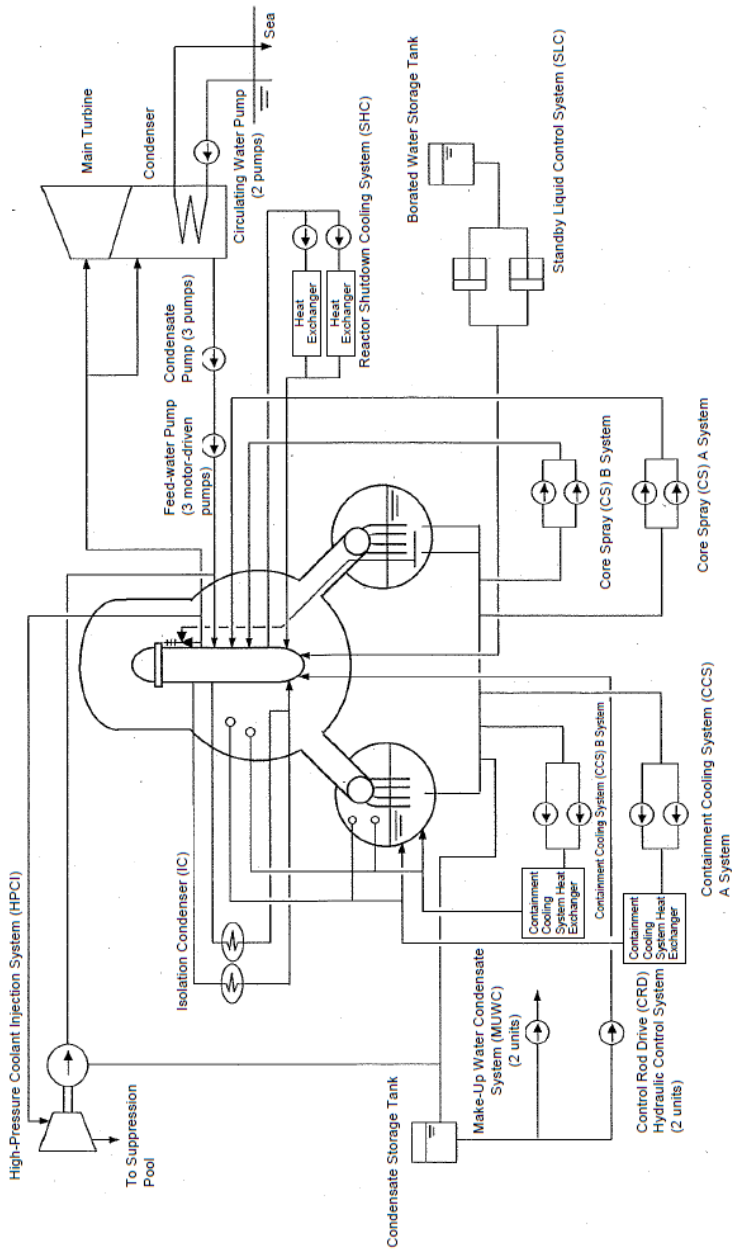 High-Pressure Coolant Injection System (HPCI)
To Suppression
Pool
Isolation Condenser (IC)
Condensate Storage Tank
Make-Up Water Condensate
System (MUWC)
(2 units)
Control Rod Drive (CRD)
Hydraulic Control System
(2 units)
Containment
Cooling
System Heat
Exchanger
Containment Cooling System (CCS) B System
Containment
Cooling
System Heat
Exchanger
Containment Cooling System (CCS)
A System
Main Turbine
Condenser
Sea
Circulating Water Pump
(2 pumps)
Condensate
Pump (3 pumps)
Feed-water Pump
(3 motor-driven
pumps)
Heat
Exchanger
Heat
Exchanger
Reactor Shutdown Cooling System (SHC)
Borated Water Storage Tank
Standby Liquid Control System (SLC)
Core Spray (CS) B System
Core Spray (CS) A System